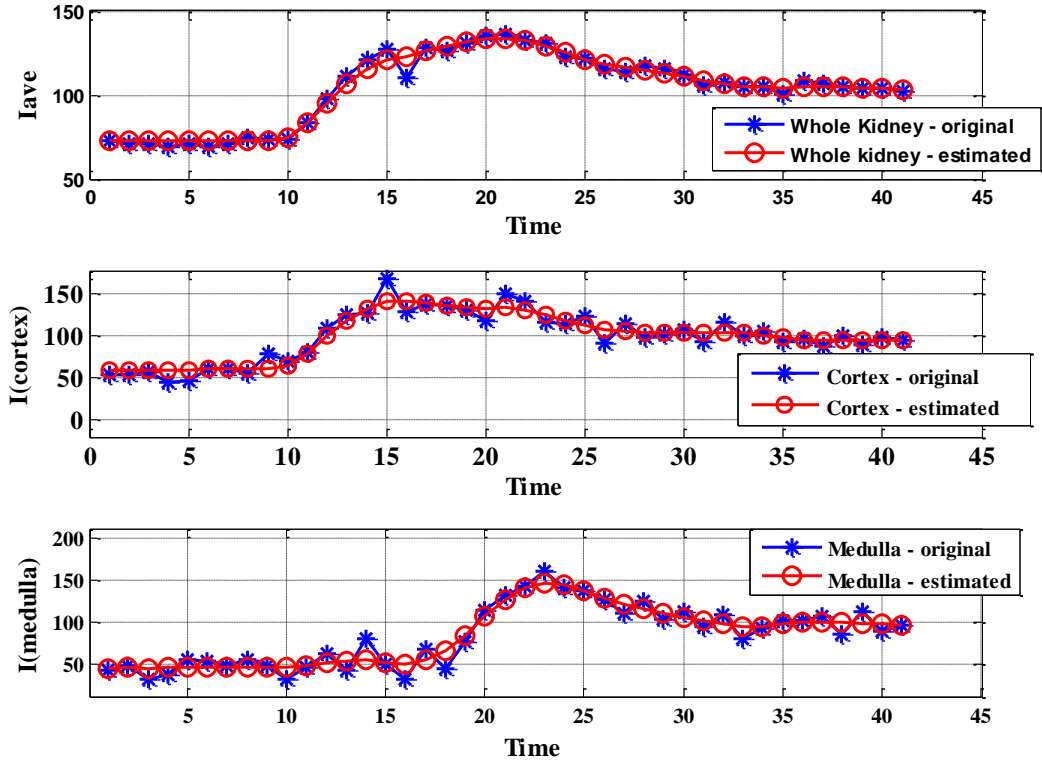 150
100
50
Iave
Whole Kidney - original
Whole kidney - estimated
0 5 10 15 20 25 30 35 40 45
Time
150
100
50
0
I(cortex)
Cortex - original
Cortex - estimated
0 5 10 15 20 25 30 35 40 45
Time
200
150
100
50
I(medulla)
Medulla - original
Medulla - estimated
5 10 15 20 25 30 35 40 45
Time